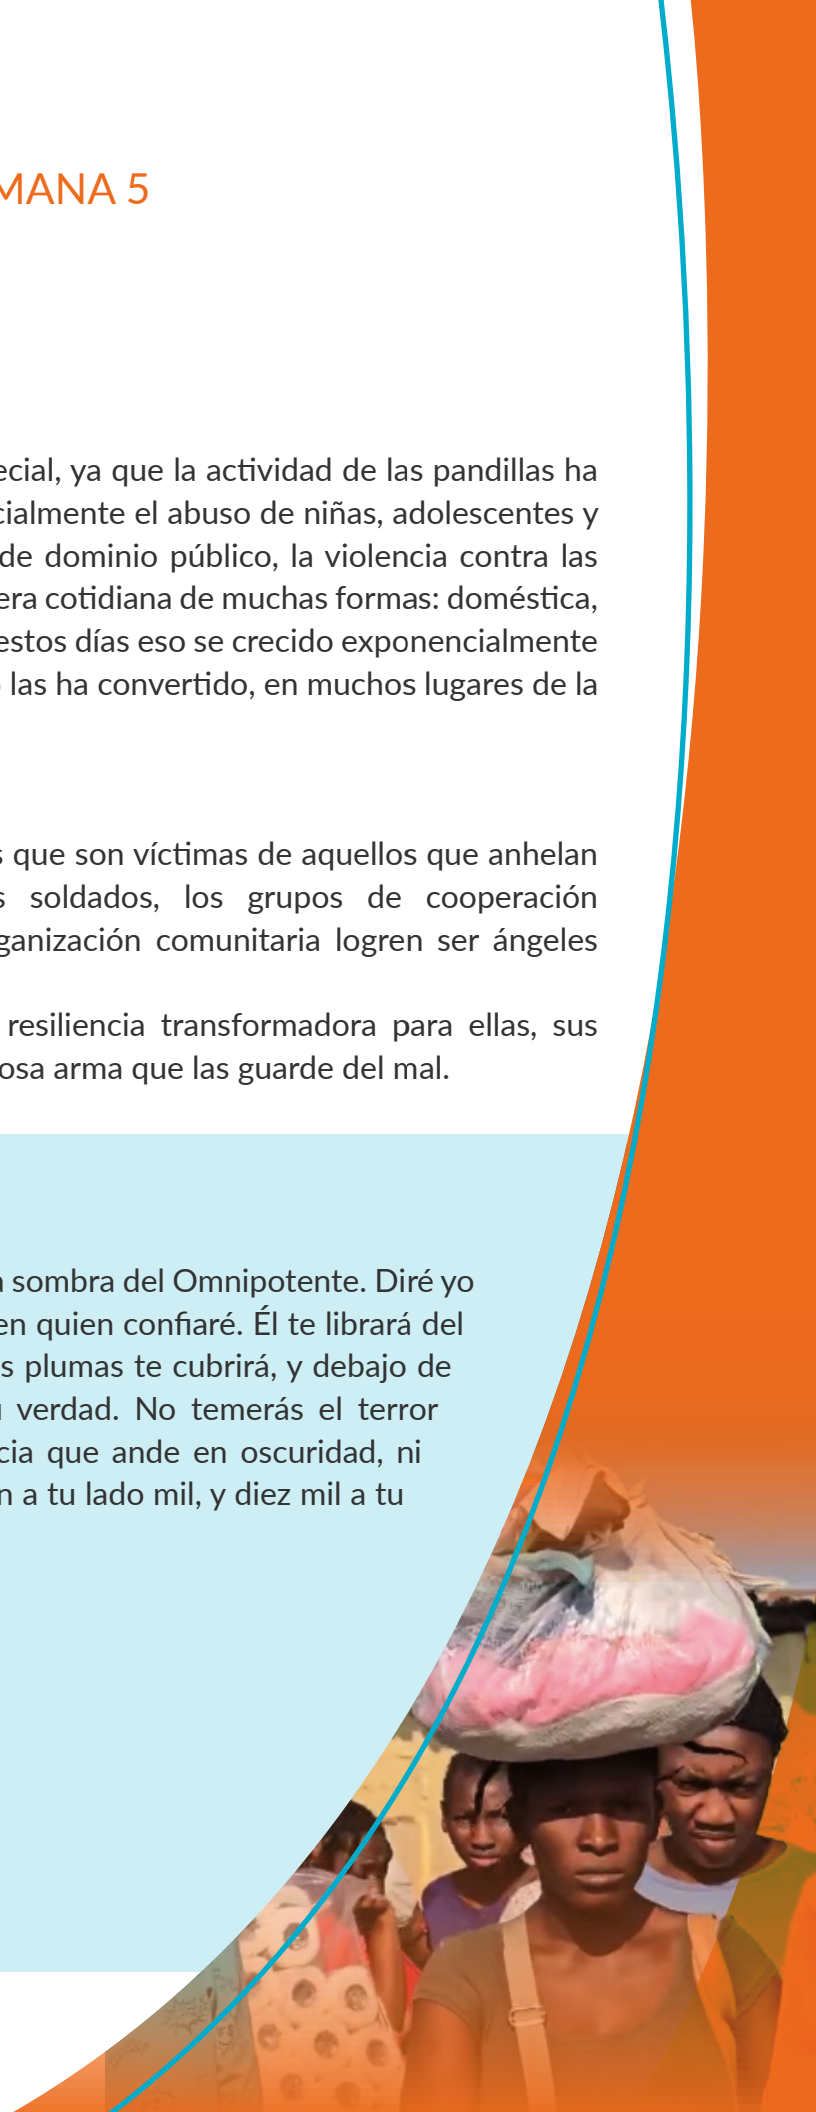 MANA 5
ecial, ya que la actividad de las pandillas ha
cialmente el abuso de niñas, adolescentes y
de dominio público, la violencia contra las
era cotidiana de muchas formas: doméstica,
estos días eso se crecido exponencialmente
las ha convertido, en muchos lugares de la
s que son víctimas de aquellos que anhelan
s soldados, los grupos de cooperación
ganización comunitaria logren ser ángeles
resiliencia transformadora para ellas, sus
osa arma que las guarde del mal.
a sombra del Omnipotente. Diré yo
en quien confiaré. Él te librará del
s plumas te cubrirá, y debajo de
verdad. No temerás el terror
cia que ande en oscuridad, ni
n a tu lado mil, y diez mil a tu